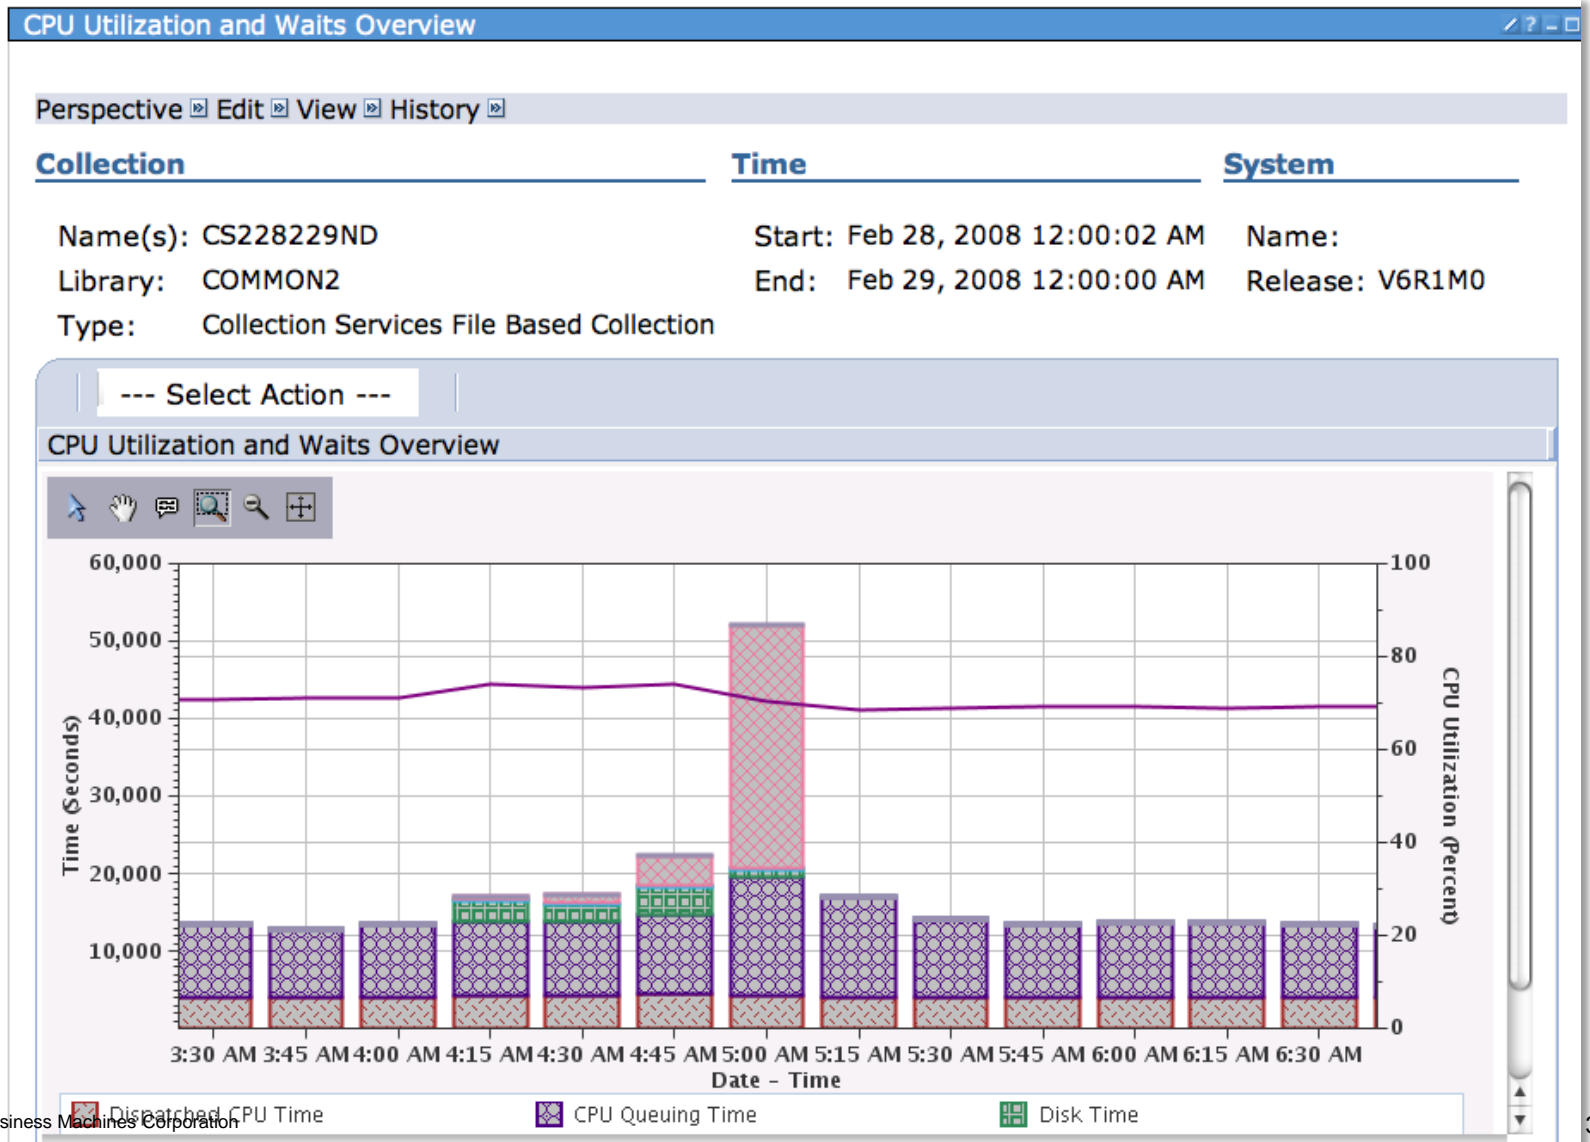 CPU Utilization and Waits Overview
Perspective Edit View History
Collection Time System
Name(s): CS228229ND Start: Feb 28, 2008 12:00:02 AM Name:
Library: COMMON2 End: Feb 29, 2008 12:00:00 AM Release: V6R1M0
Type: Collection Services File Based Collection
--- Select Action ---
CPU Utilization and Waits Overview
60,000
50,000
40,000
30,000
20,000
10,000
Time (Seconds)
100
80
60
40
20
0
CPU Utilization (Percent)
3:30 AM 3:45 AM 4:00 AM 4:15 AM 4:30 AM 4:45 AM 5:00 AM 5:15 AM 5:30 AM 5:45 AM 6:00 AM 6:15 AM 6:30 AM
Date - Time
Dispatched CPU Time CPU Queuing Time Disk Time
siness Machines Corporation